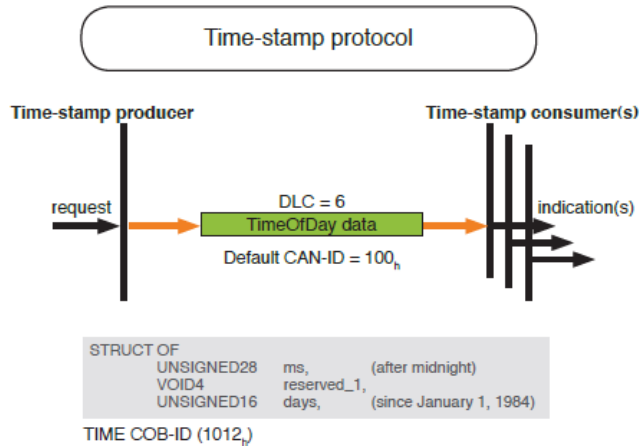 Time-stamp protocol
Time-stamp producer
Time-stamp consumer(s)
request
DLC = 6
TimeOfDay data
Default CAN-ID = 100h
indication(s)
STRUCT OF
UNSIGNED28 ms, (after midnight)
VOID4 reserved_1,
UNSIGNED16 days, (since January 1, 1984)
TIME COB-ID (1012h)